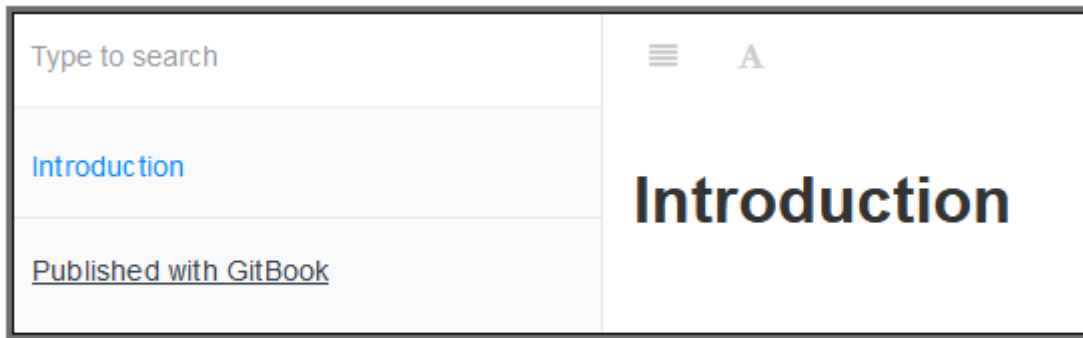 Type to search
A
Introduction
Introduction
Published with GitBook